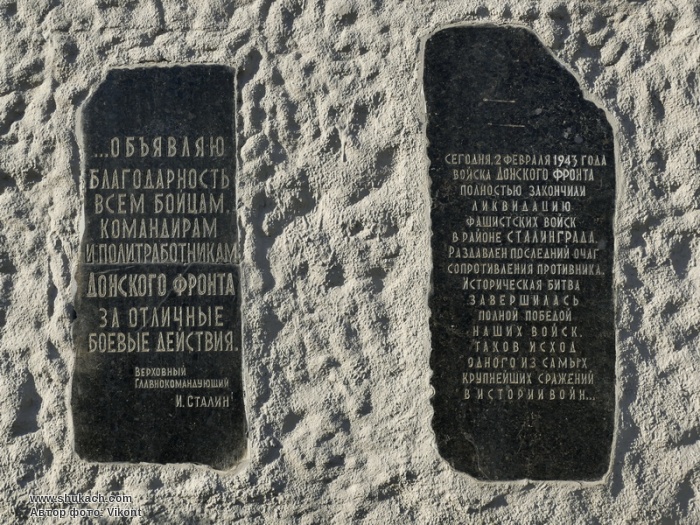 ...ОБЪЯВЛЯЮ
БЛАГОДАРНОСТЬ
ВСЕМ БОЙЦАМ,
КОМАНДИРАМ
И ПОЛИТРАБОТНИКАМ
ДОНСКОГО ФРОНТА
ЗА ОТЛИЧНЫЕ
БОЕВЫЕ ДЕЙСТВИЯ.
ВЕРХОВНЫЙ
ГЛАВНОКОМАНДУЮЩИЙ
И. СТАЛИН
СЕГОДНЯ, 2 ФЕВРАЛЯ 1943 ГОДА
ВОЙСКА ДОНСКОГО ФРОНТА
ПОЛНОСТЬЮ ЗАКОНЧИЛИ
ЛИКВИДАЦИЮ
ФАШИСТСКИХ ВОЙСК
В РАЙОНЕ СТАЛИНГРАДА.
РАЗДАВЛЕН ПОСЛЕДНИЙ ОЧАГ
СОПРОТИВЛЕНИЯ ПРОТИВНИКА.
ИСТОРИЧЕСКАЯ БИТВА
ЗАВЕРШИЛАСЬ
ПОЛНОЙ ПОБЕДОЙ
НАШИХ ВОЙСК.
ТАКОВ ИСХОД
ОДНОГО ИЗ САМЫХ
КРУПНЕЙШИХ СРАЖЕНИЙ
В ИСТОРИИ ВОЙН...
www.shukach.com
Автор фото: Vikont